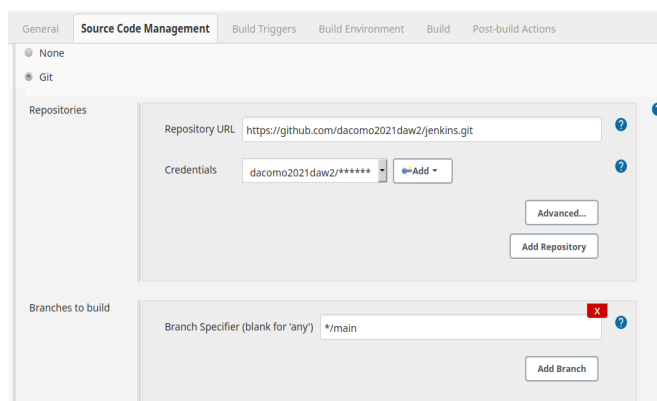 General Source Code Management Build Triggers Build Environment Build Post-build Actions
None
Git
Repositories
Repository URL https://github.com/dacomo2021daw2/jenkins.git
Credentials dacomo2021daw2/****** Add
Advanced...
Add Repository
Branches to build
X
Branch Specifier (blank for 'any') */main
Add Branch